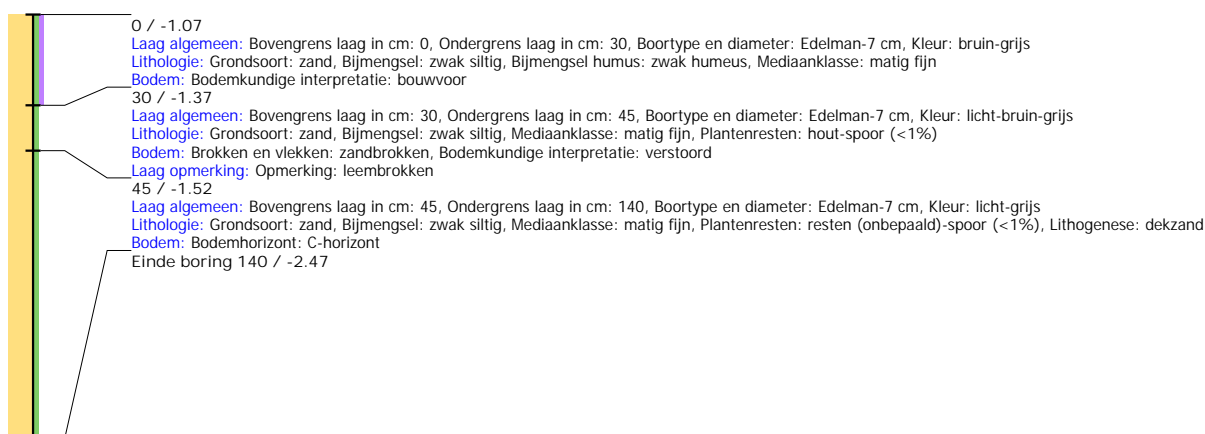 0 / -1.07
Laag algemeen: Bovengrens laag in cm: 0, Ondergrens laag in cm: 30, Boortype en diameter: Edelman-7 cm, Kleur: bruin-grijs
Lithologie: Grondsoort: zand, Bijmengsel: zwak siltig, Bijmengsel humus: zwak humeus, Mediaanklasse: matig fijn
Bodem: Bodemkundige interpretatie: bouwvoor
30 / -1.37
Laag algemeen: Bovengrens laag in cm: 30, Ondergrens laag in cm: 45, Boortype en diameter: Edelman-7 cm, Kleur: licht-bruin-grijs
Lithologie: Grondsoort: zand, Bijmengsel: zwak siltig, Mediaanklasse: matig fijn, Plantenresten: hout-spoor (<1%)
Bodem: Brokken en vlekken: zandbrokken, Bodemkundige interpretatie: verstoord
Laag opmerking: Opmerking: leembrokken
45 / -1.52
Laag algemeen: Bovengrens laag in cm: 45, Ondergrens laag in cm: 140, Boortype en diameter: Edelman-7 cm, Kleur: licht-grijs
Lithologie: Grondsoort: zand, Bijmengsel: zwak siltig, Mediaanklasse: matig fijn, Plantenresten: resten (onbepaald)-spoor (<1%), Lithogenese: dekzand
Bodem: Bodemhorizont: C-horizont
Einde boring 140 / -2.47